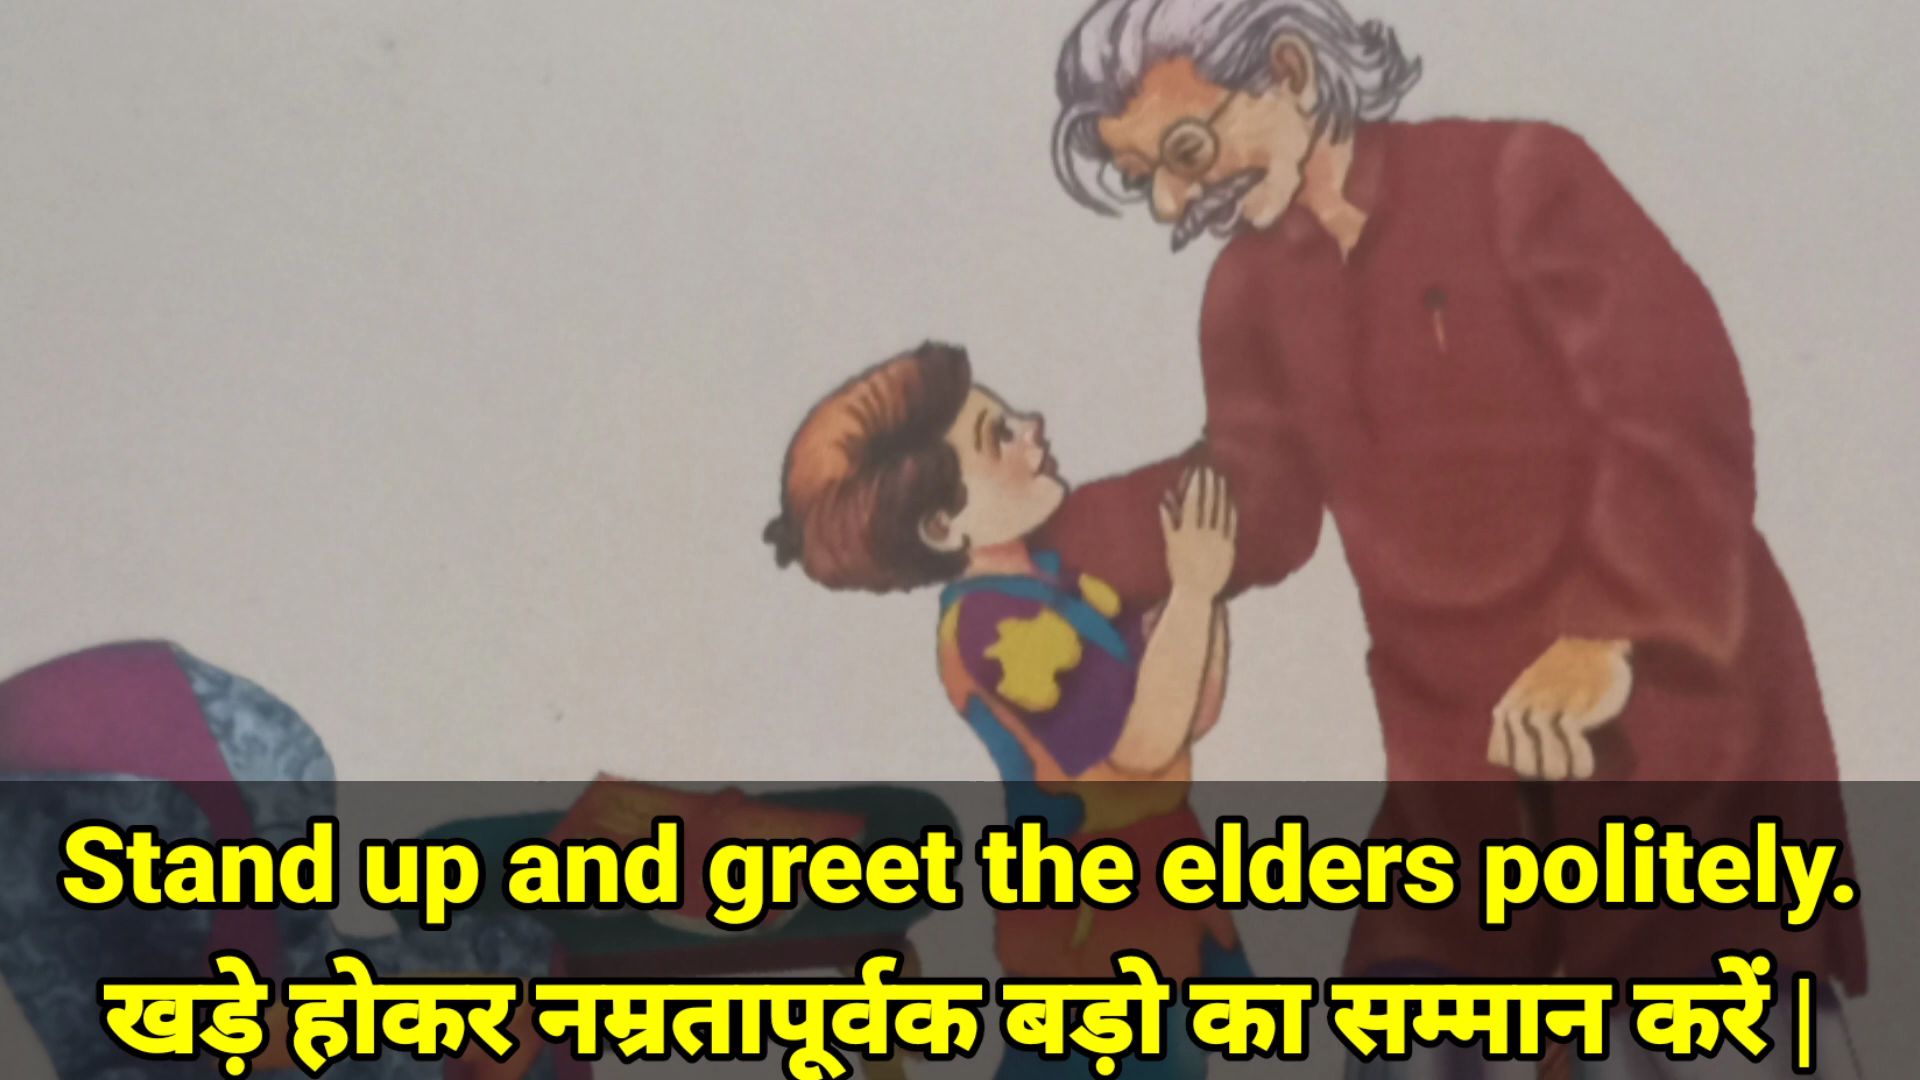 Stand up and greet the elders politely.
खड़े होकर नम्रतापूर्वक बड़ो का सम्मान करें |